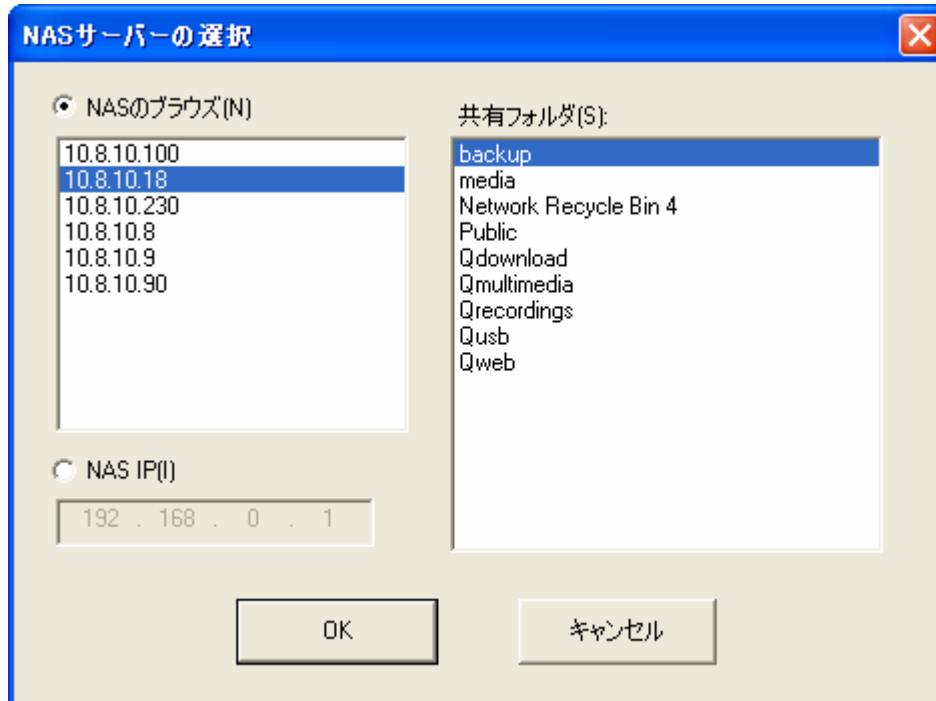 NASサーバーの選択
NASのブラウズ(N)
10.8.10.100
10.8.10.18
10.8.10.230
10.8.10.8
10.8.10.9
10.8.10.90
NAS IP(I)
192 . 168 . 0 . 1
共有フォルダ(S):
backup
media
Network Recycle Bin 4
Public
Qdownload
Qmultimedia
Qrecordings
Qusb
Qweb
OK
キャンセル